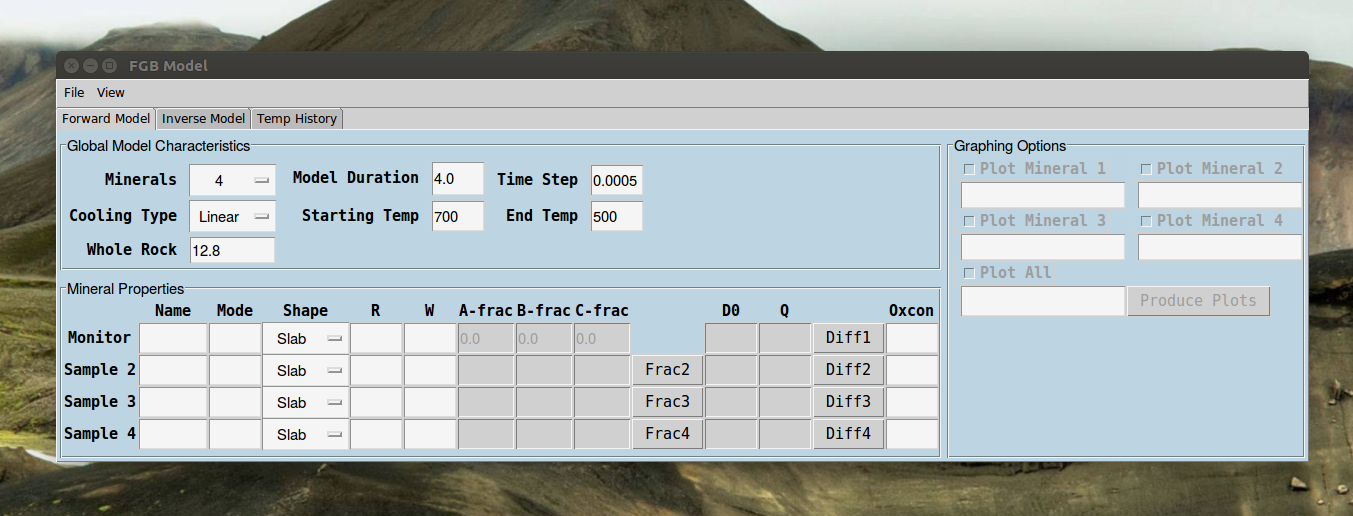 FGB Model
File View
Forward Model Inverse Model Temp History
Global Model Characteristics
Minerals 4 Model Duration 4.0 Time Step 0.0005
Cooling Type Linear Starting Temp 700 End Temp 500
Whole Rock 12.8
Mineral Properties
Name Mode Shape R W A-frac B-frac C-frac D0 Q Oxcon
Monitor Slab 0.0 0.0 0.0 Diff1
Sample 2 Slab Frac2 Diff2
Sample 3 Slab Frac3 Diff3
Sample 4 Slab Frac4 Diff4
Graphing Options
Plot Mineral 1 Plot Mineral 2
Plot Mineral 3 Plot Mineral 4
Plot All
Produce Plots